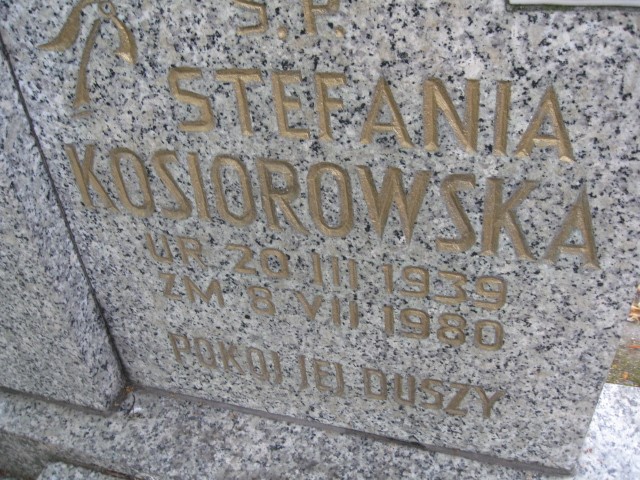 Ś.P.
STEFANIA
KOSIOROWSKA
UR 20 III 1939
ZM 8 VII 1980
POKÓJ JEJ DUSZY